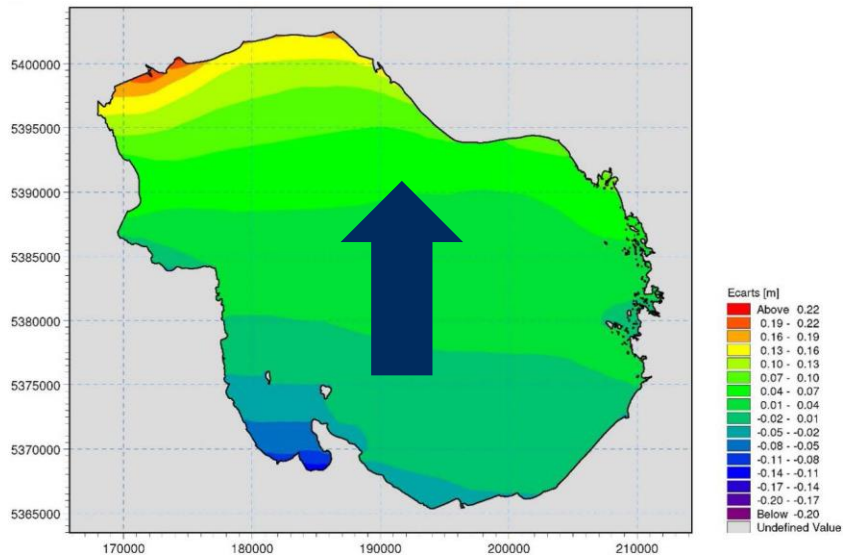 5400000
5395000
5390000
5385000
5380000
5375000
5370000
5365000
170000 180000 190000 200000 210000
Ecarts [m]
Above 0.22
0.19 - 0.22
0.16 - 0.19
0.13 - 0.16
0.10 - 0.13
0.07 - 0.10
0.04 - 0.07
0.01 - 0.04
-0.02 - 0.01
-0.05 - -0.02
-0.08 - -0.05
-0.11 - -0.08
-0.14 - -0.11
-0.17 - -0.14
-0.20 - -0.17
Below -0.20
Undefined Value